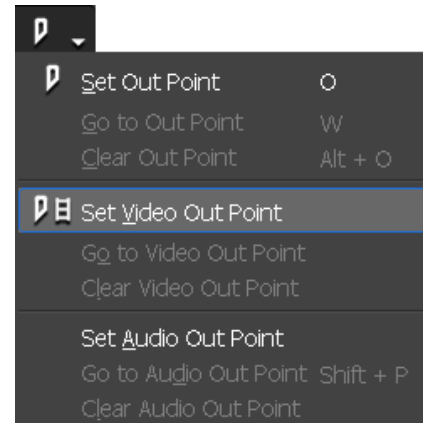 Set Out Point O
Go to Out Point W
Clear Out Point Alt + O
Set Video Out Point
Go to Video Out Point
Clear Video Out Point
Set Audio Out Point
Go to Audio Out Point Shift + P
Clear Audio Out Point